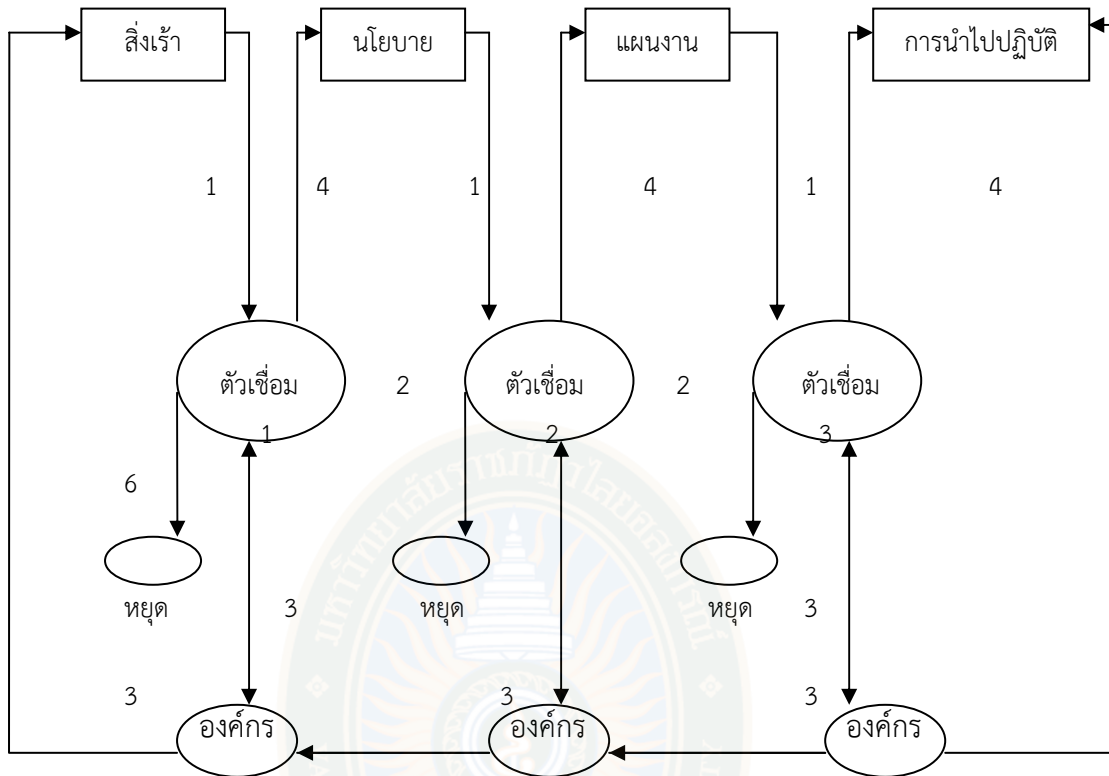 สิ่งเร้า นโยบาย แผนงาน การนำไปปฏิบัติ
1 4 1 4 1 4
ตัวเชื่อม 2 ตัวเชื่อม 2 ตัวเชื่อม
1 2 3
6
หยุด 3 หยุด หยุด 3
3 3 3
องค์กร องค์กร องค์กร